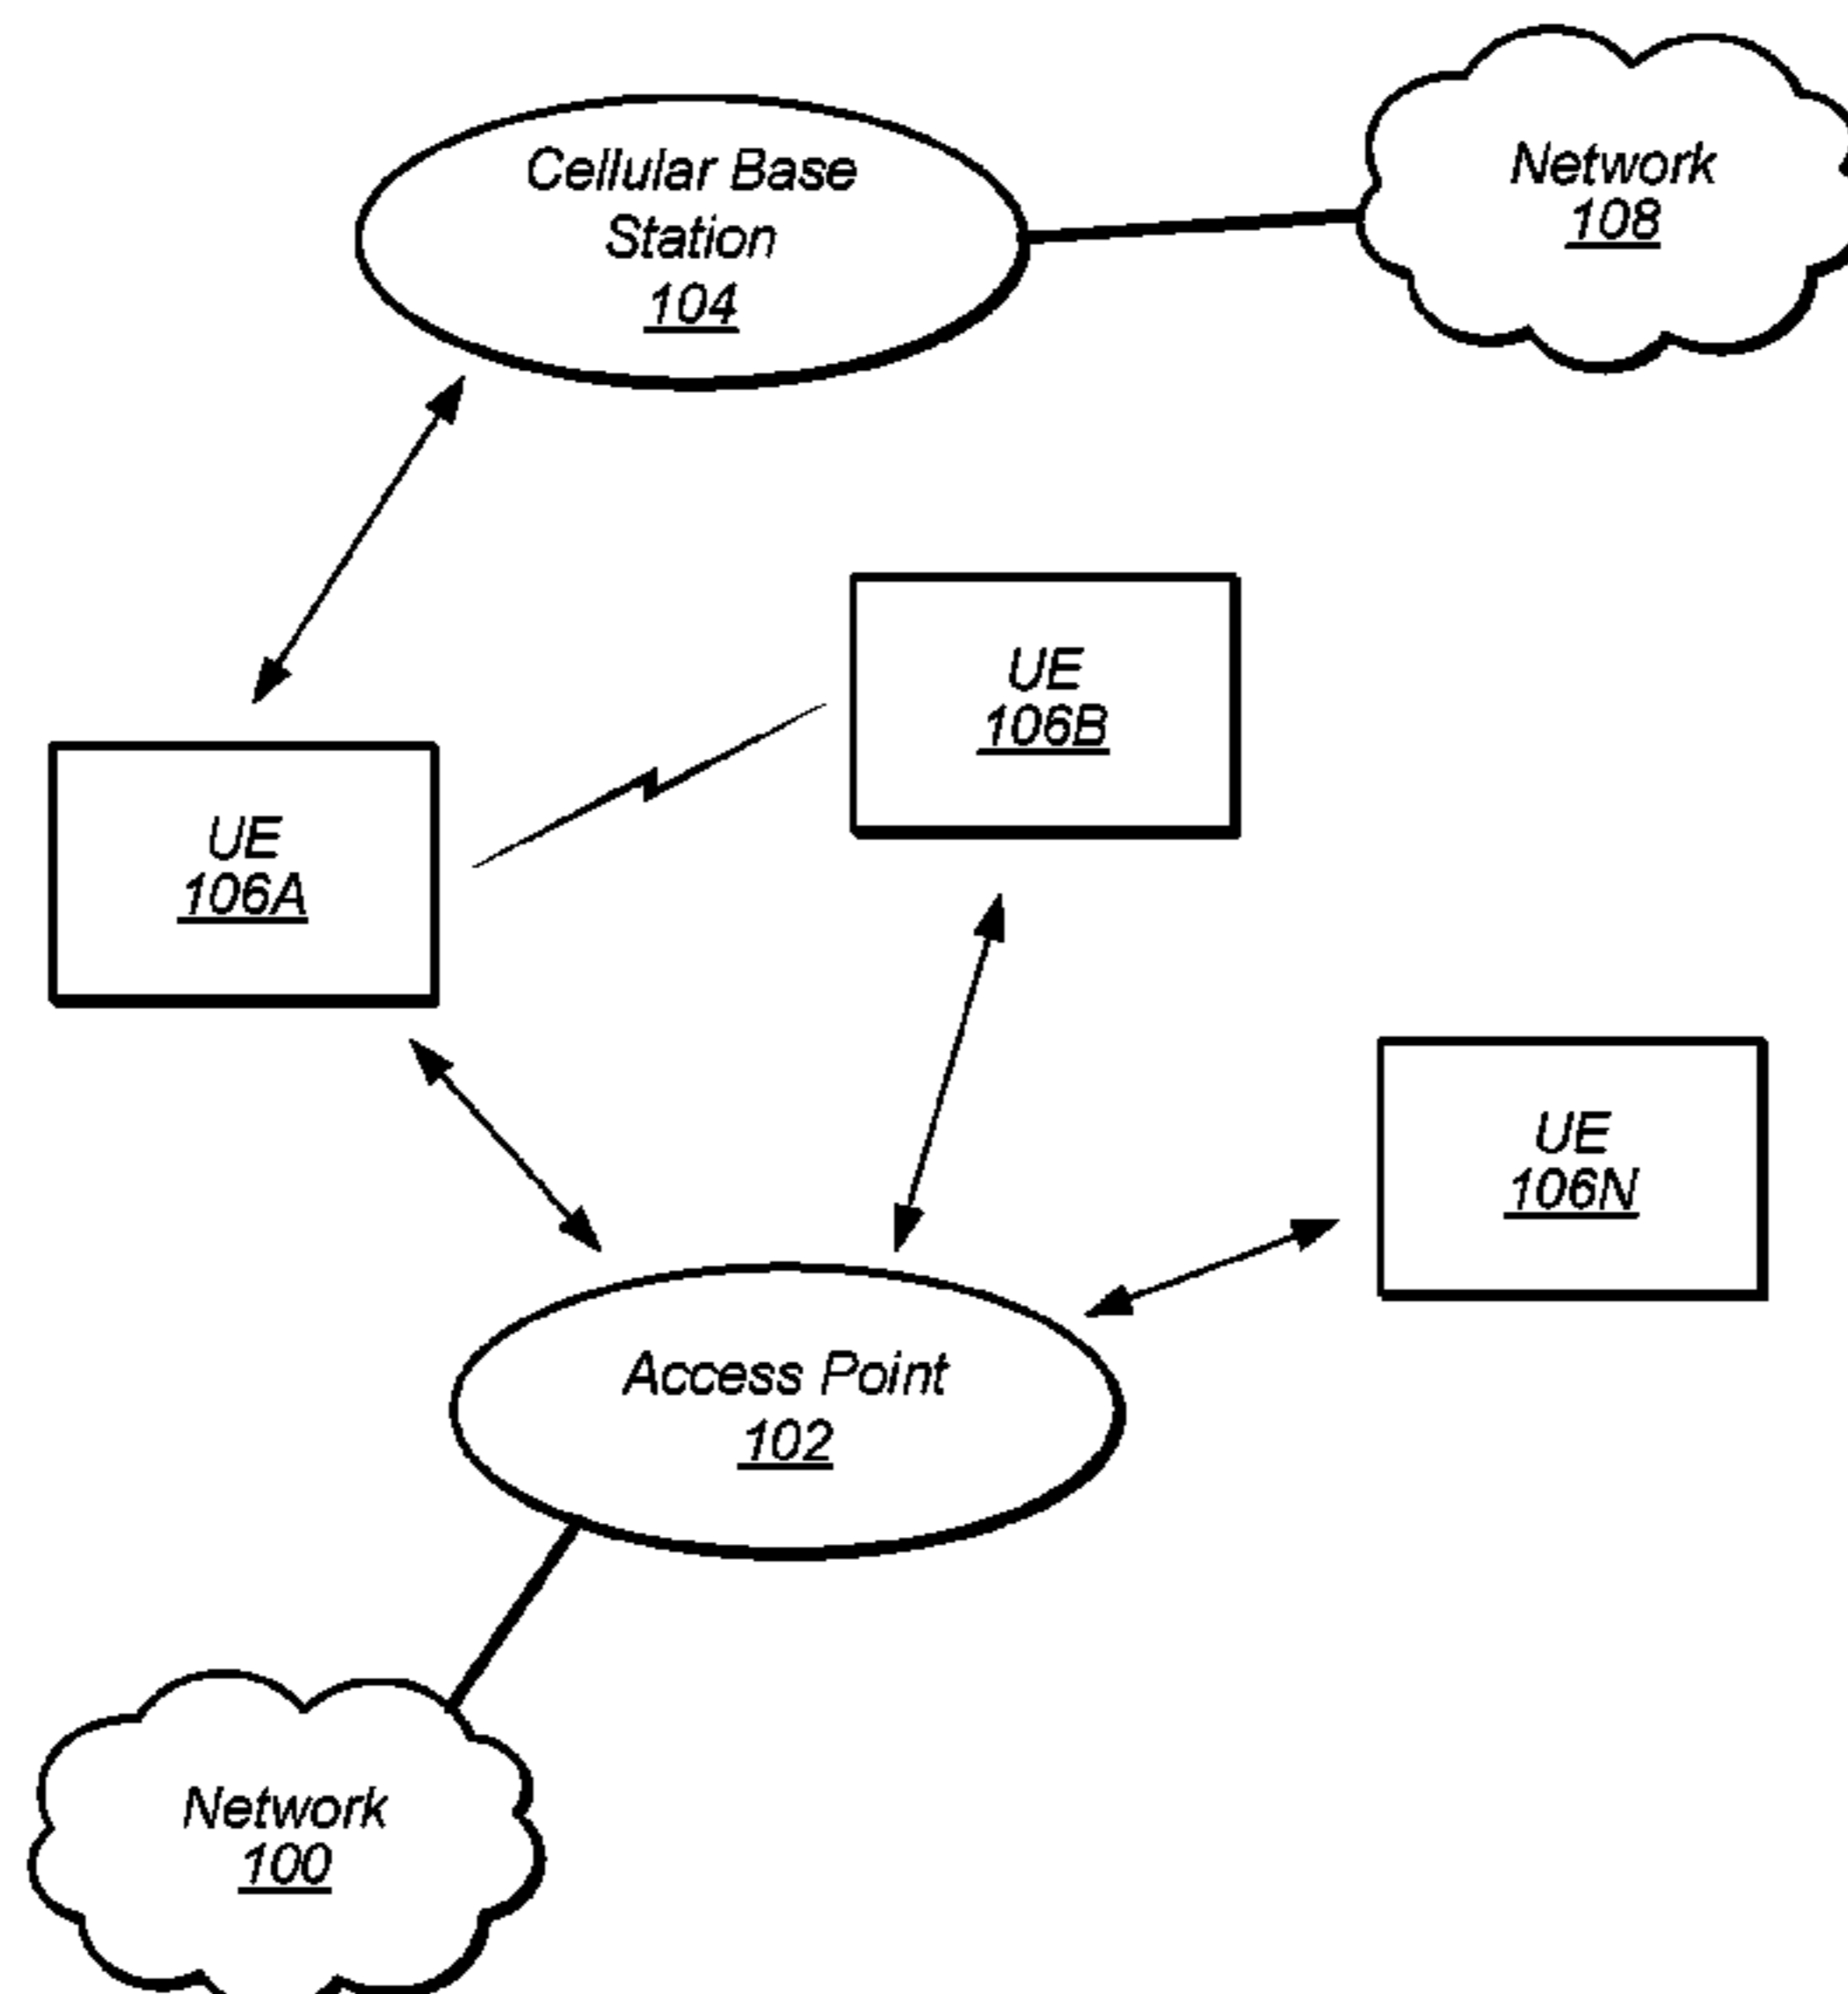 Cellular Base
Station
104
Network
108
UE
106B
UE
106A
UE
106N
Access Point
102
Network
100